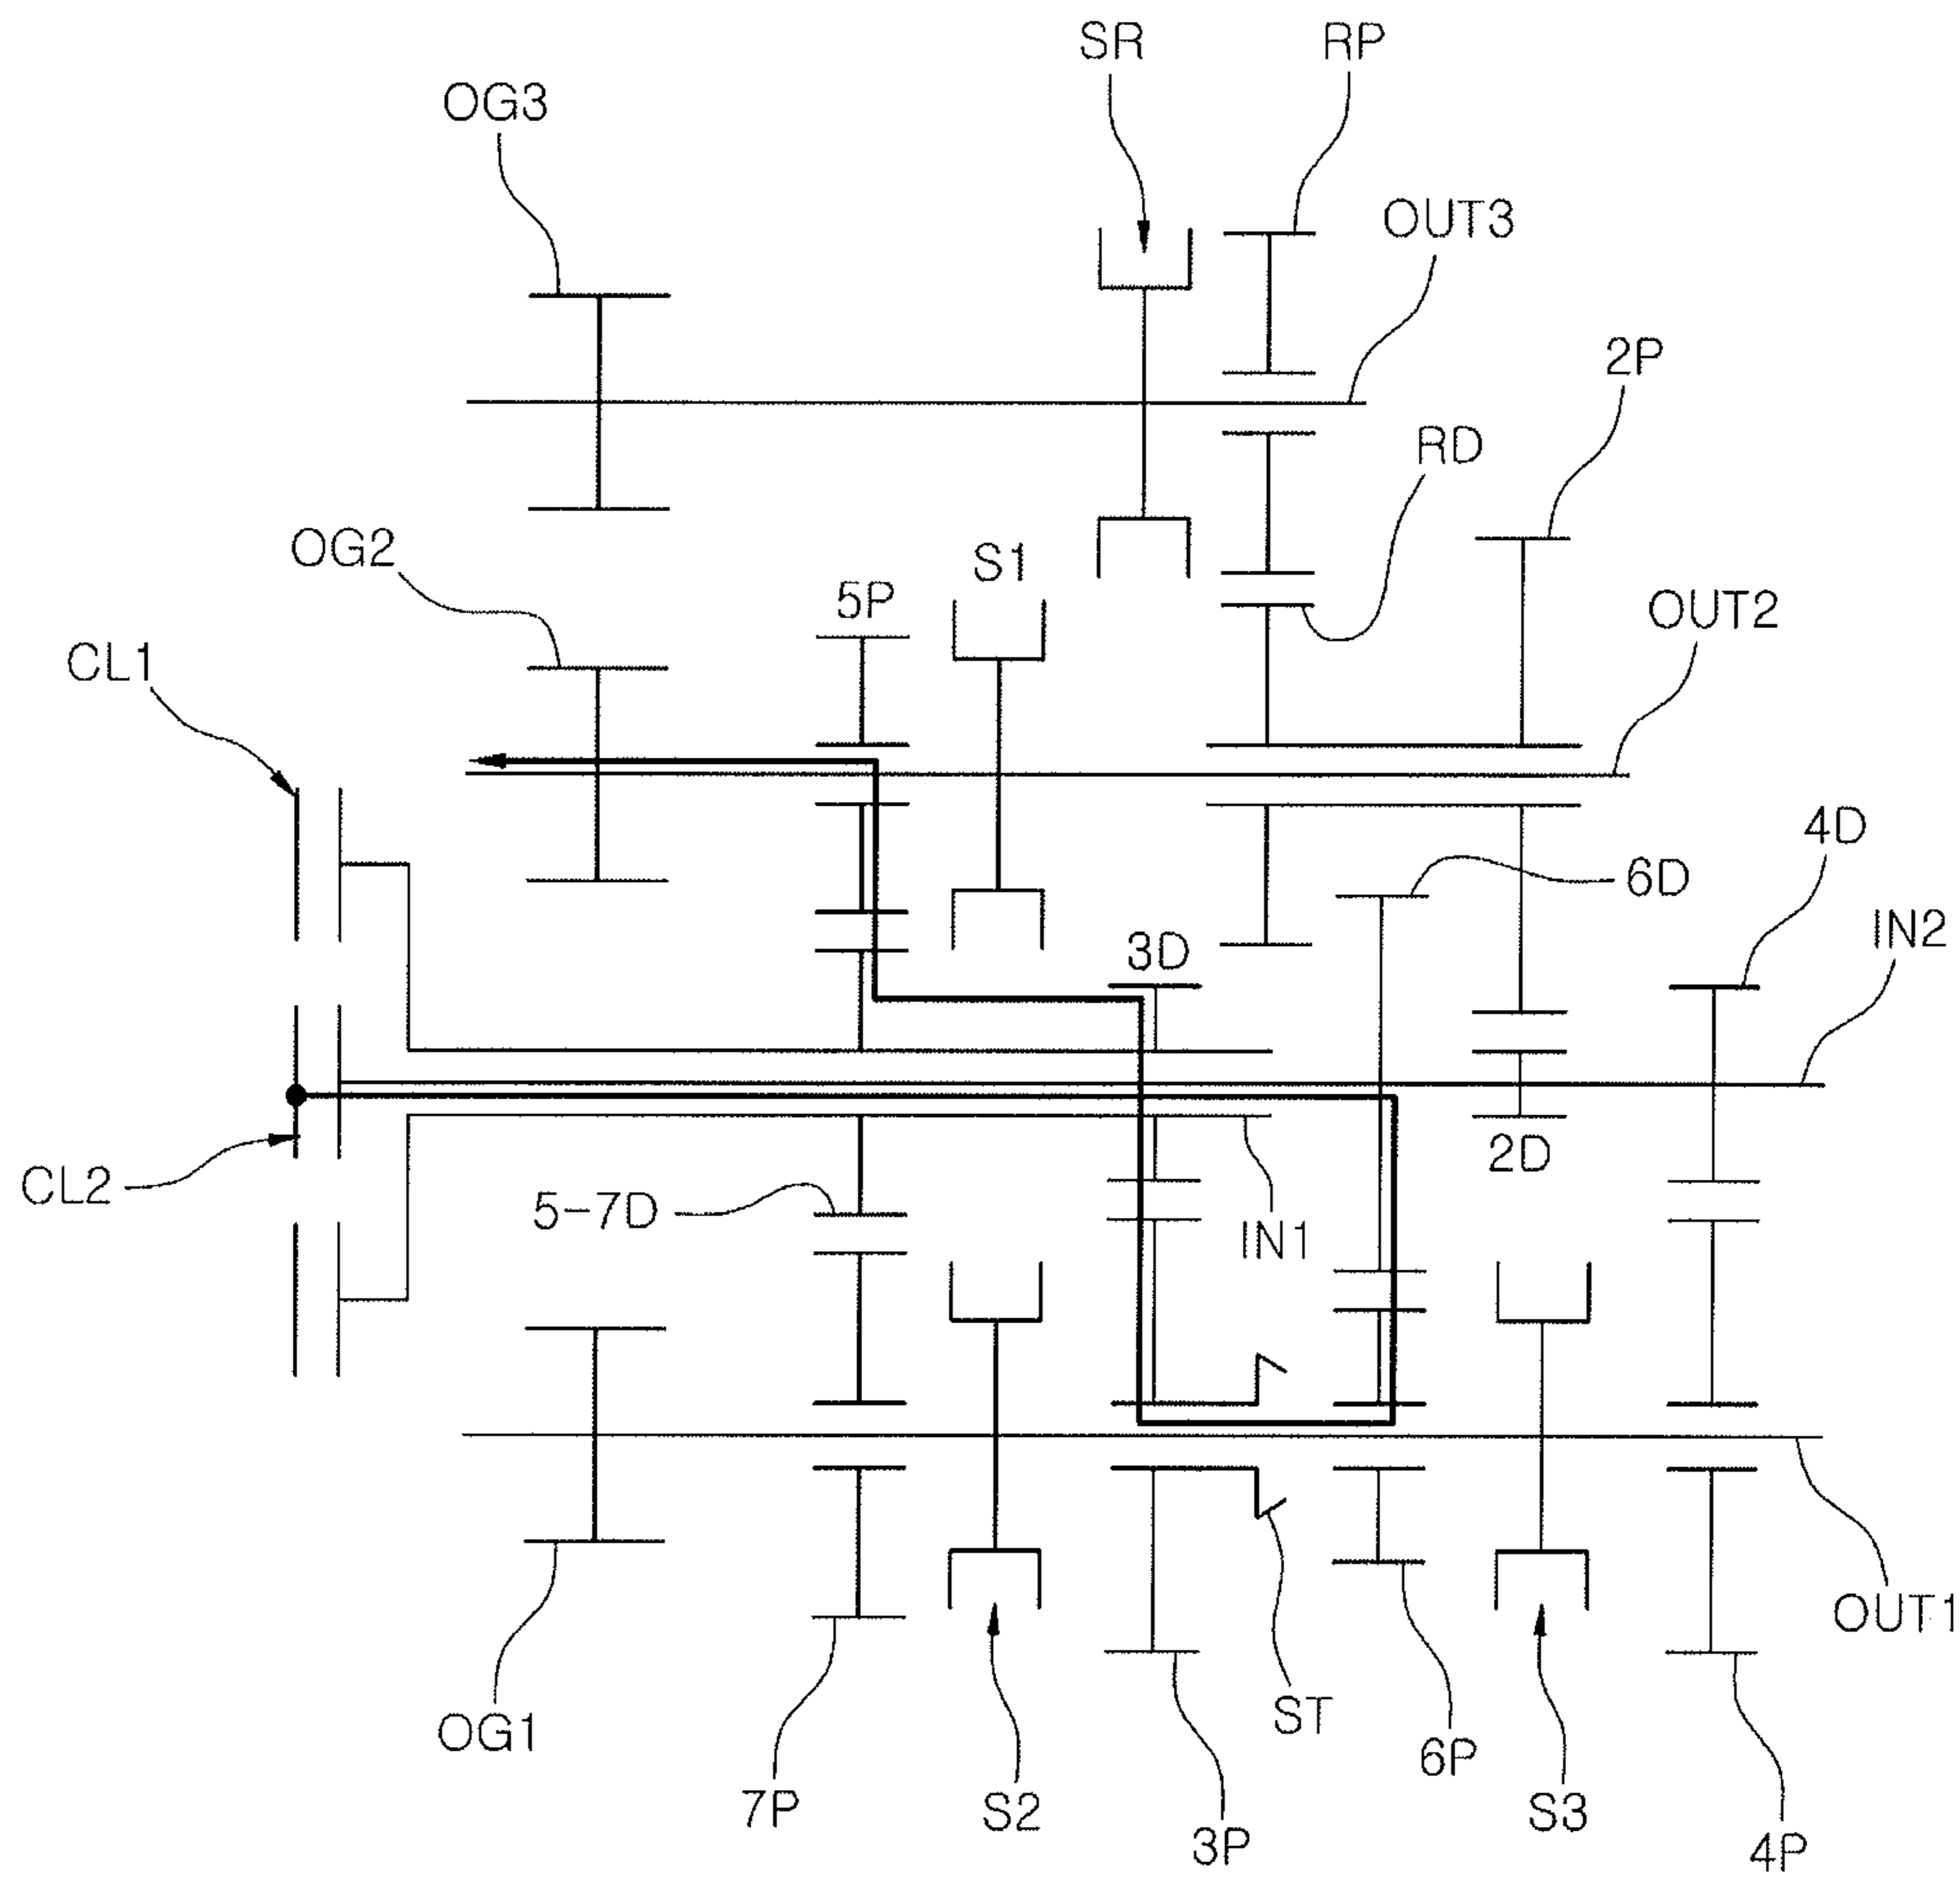 SR
RP
OG3
OUT3
2P
RD
OG2
S1
5P
OUT2
CL1
4D
6D
IN2
3D
2D
CL2
5-7D
IN1
OUT1
ST
OG1
6P
7P
S2
S3
3P
4P